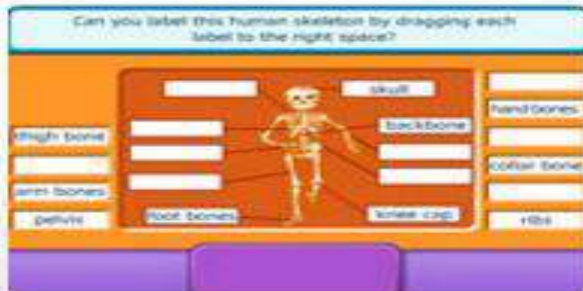 Can you label this human skeleton by dragging each
label to the right space?
skull
hand bones
thigh bone
backbone
collar bone
arm bones
pelvis
foot bones
knee cap
ribs